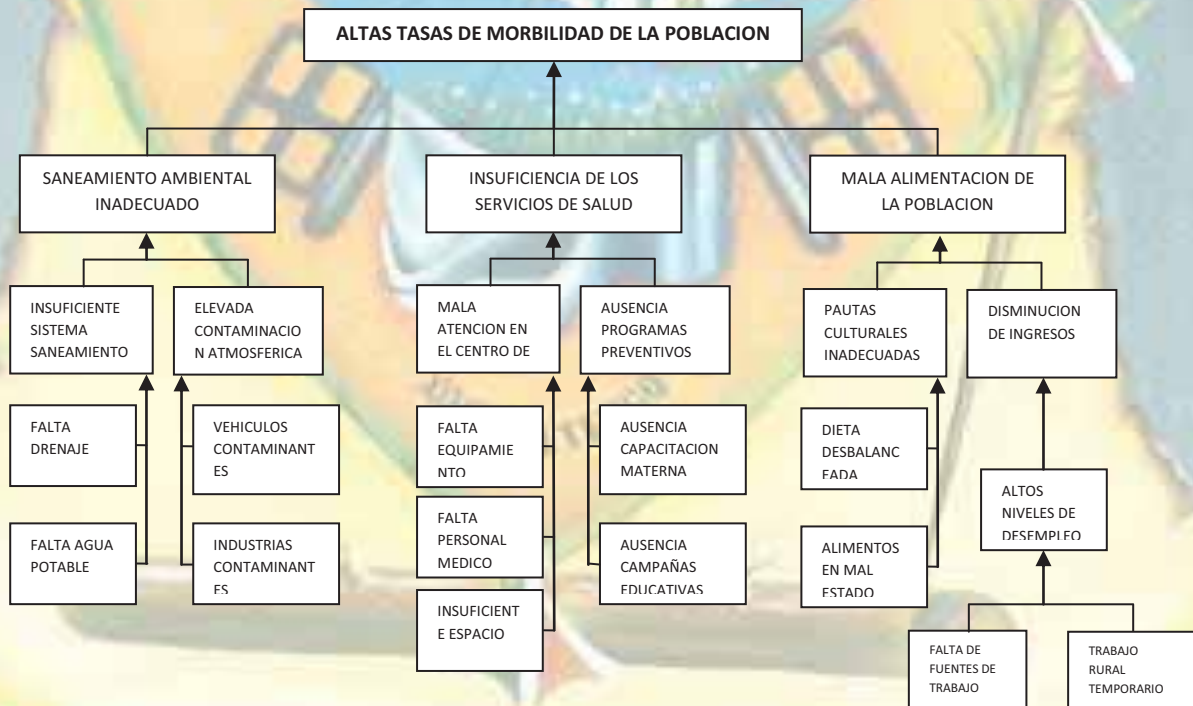 ALTAS TASAS DE MORBILIDAD DE LA POBLACION
SANEAMIENTO AMBIENTAL
INADECUADO
INSUFICIENCIA DE LOS
SERVICIOS DE SALUD
MALA ALIMENTACION DE
LA POBLACION
INSUFICIENTE
SISTEMA
SANEAMIENTO
ELEVADA
CONTAMINACIO
N ATMOSFERICA
MALA
ATENCION EN
EL CENTRO DE
AUSENCIA
PROGRAMAS
PREVENTIVOS
PAUTAS
CULTURALES
INADECUADAS
DISMINUCION
DE INGRESOS
FALTA
DRENAJE
VEHICULOS
CONTAMINANT
ES
FALTA
EQUIPAMIE
NTO
AUSENCIA
CAPACITACION
MATERNA
DIETA
DESBALANC
EADA
ALTOS
NIVELES DE
DESEMPLEO
FALTA AGUA
POTABLE
INDUSTRIAS
CONTAMINANT
ES
FALTA
PERSONAL
MEDICO
AUSENCIA
CAMPAÑAS
EDUCATIVAS
ALIMENTOS
EN MAL
ESTADO
INSUFICIENT
E ESPACIO
FALTA DE
FUENTES DE
TRABAJO
TRABAJO
RURAL
TEMPORARIO